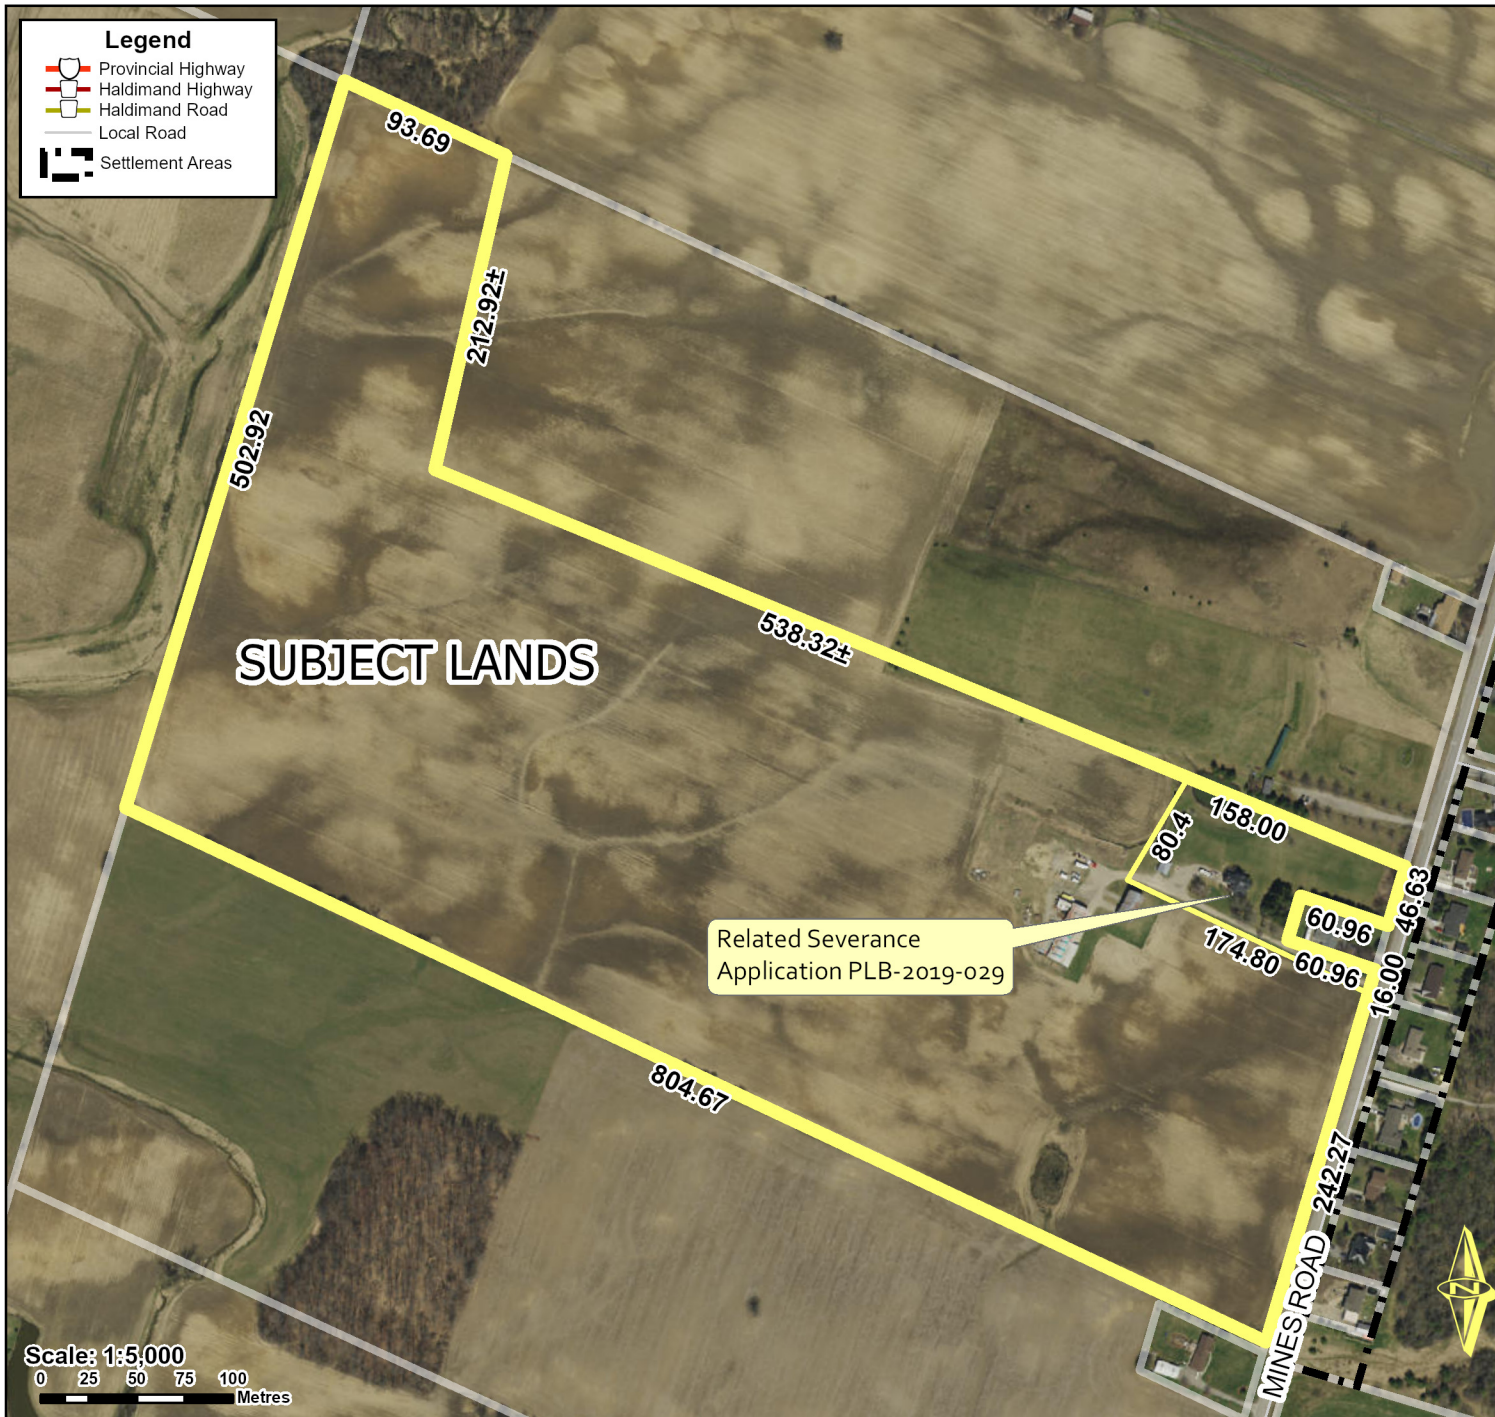 Legend
Provincial Highway
Haldimand Highway
Haldimand Road
Local Road
Settlement Areas
93.69
212.92±
502.92
538.32±
SUBJECT LANDS
158.00
80.4
46.63
60.96
Related Severance
Application PLB-2019-029
174.80
60.96
16.00
804.67
242.27
MINES ROAD
N
Scale: 1:5,000
0 25 50 75 100
Metres